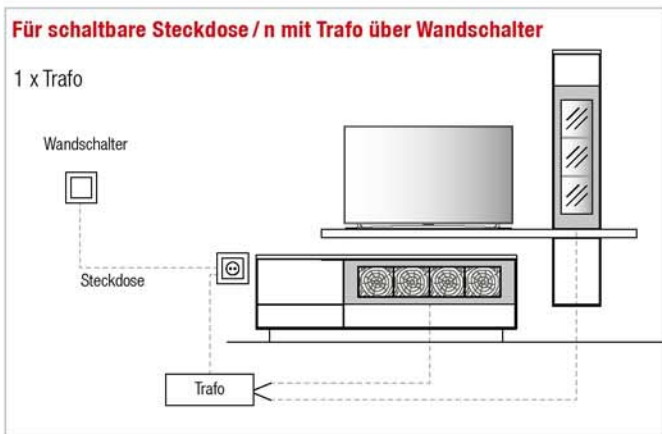 Für schaltbare Steckdose / n mit Trafo über Wandschalter
1 x Trafo
Wandschalter
Steckdose
Trafo